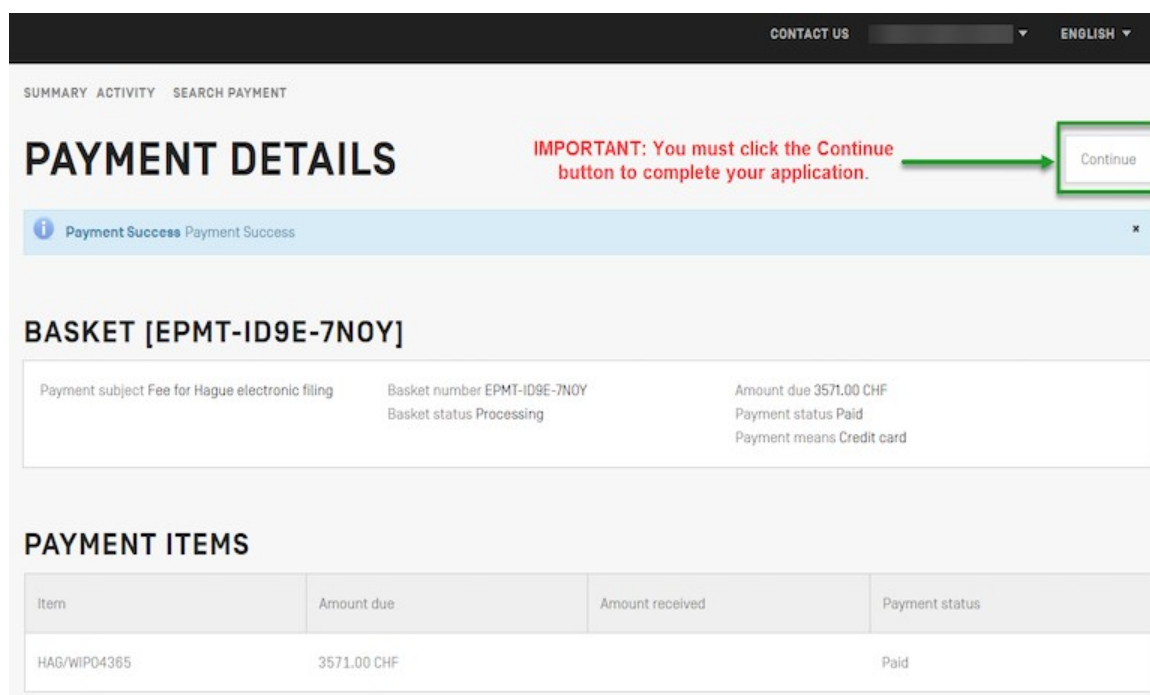 CONTACT US ENGLISH
SUMMARY ACTIVITY SEARCH PAYMENT
PAYMENT DETAILS
IMPORTANT: You must click the Continue
button to complete your application.
Continue
Payment Success Payment Success
BASKET [EPMT-ID9E-7N0Y]
Payment subject Fee for Hague electronic filing Basket number EPMT-ID9E-7N0Y Amount due 3571.00 CHF
Basket status Processing Payment status Paid
Payment means Credit card
PAYMENT ITEMS
Item Amount due Amount received Payment status
HAG/WIPO4365 3571.00 CHF Paid